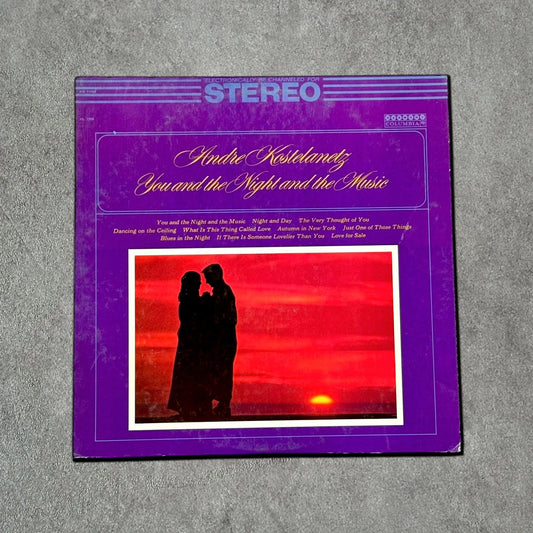 ELECTRONICALLY RE-CHANNELED FOR
STEREO
COLUMBIA
Andre Kostelanetz
You and the Night and the Music
You and the Night and the Music Night and Day The Very Thought of You
Dancing on the Ceiling What Is This Thing Called Love Autumn in New York Just One of Those Things
Blues in the Night If There Is Someone Lovelier Than You Love for Sale